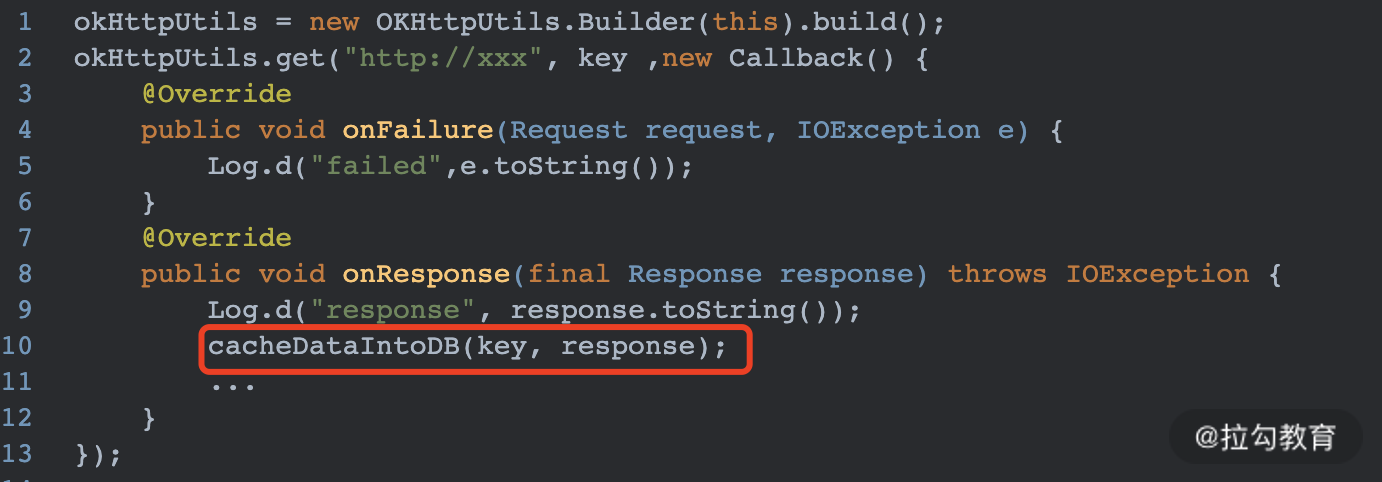 1 okHttpUtils = new OKHttpUtils.Builder(this).build();
2 okHttpUtils.get("http://xxx", key ,new Callback() {
3     @Override
4     public void onFailure(Request request, IOException e) {
5         Log.d("failed",e.toString());
6     }
7     @Override
8     public void onResponse(final Response response) throws IOException {
9         Log.d("response", response.toString());
10         cacheDataIntoDB(key, response);
11         ...
12     }
13 });
@拉勾教育